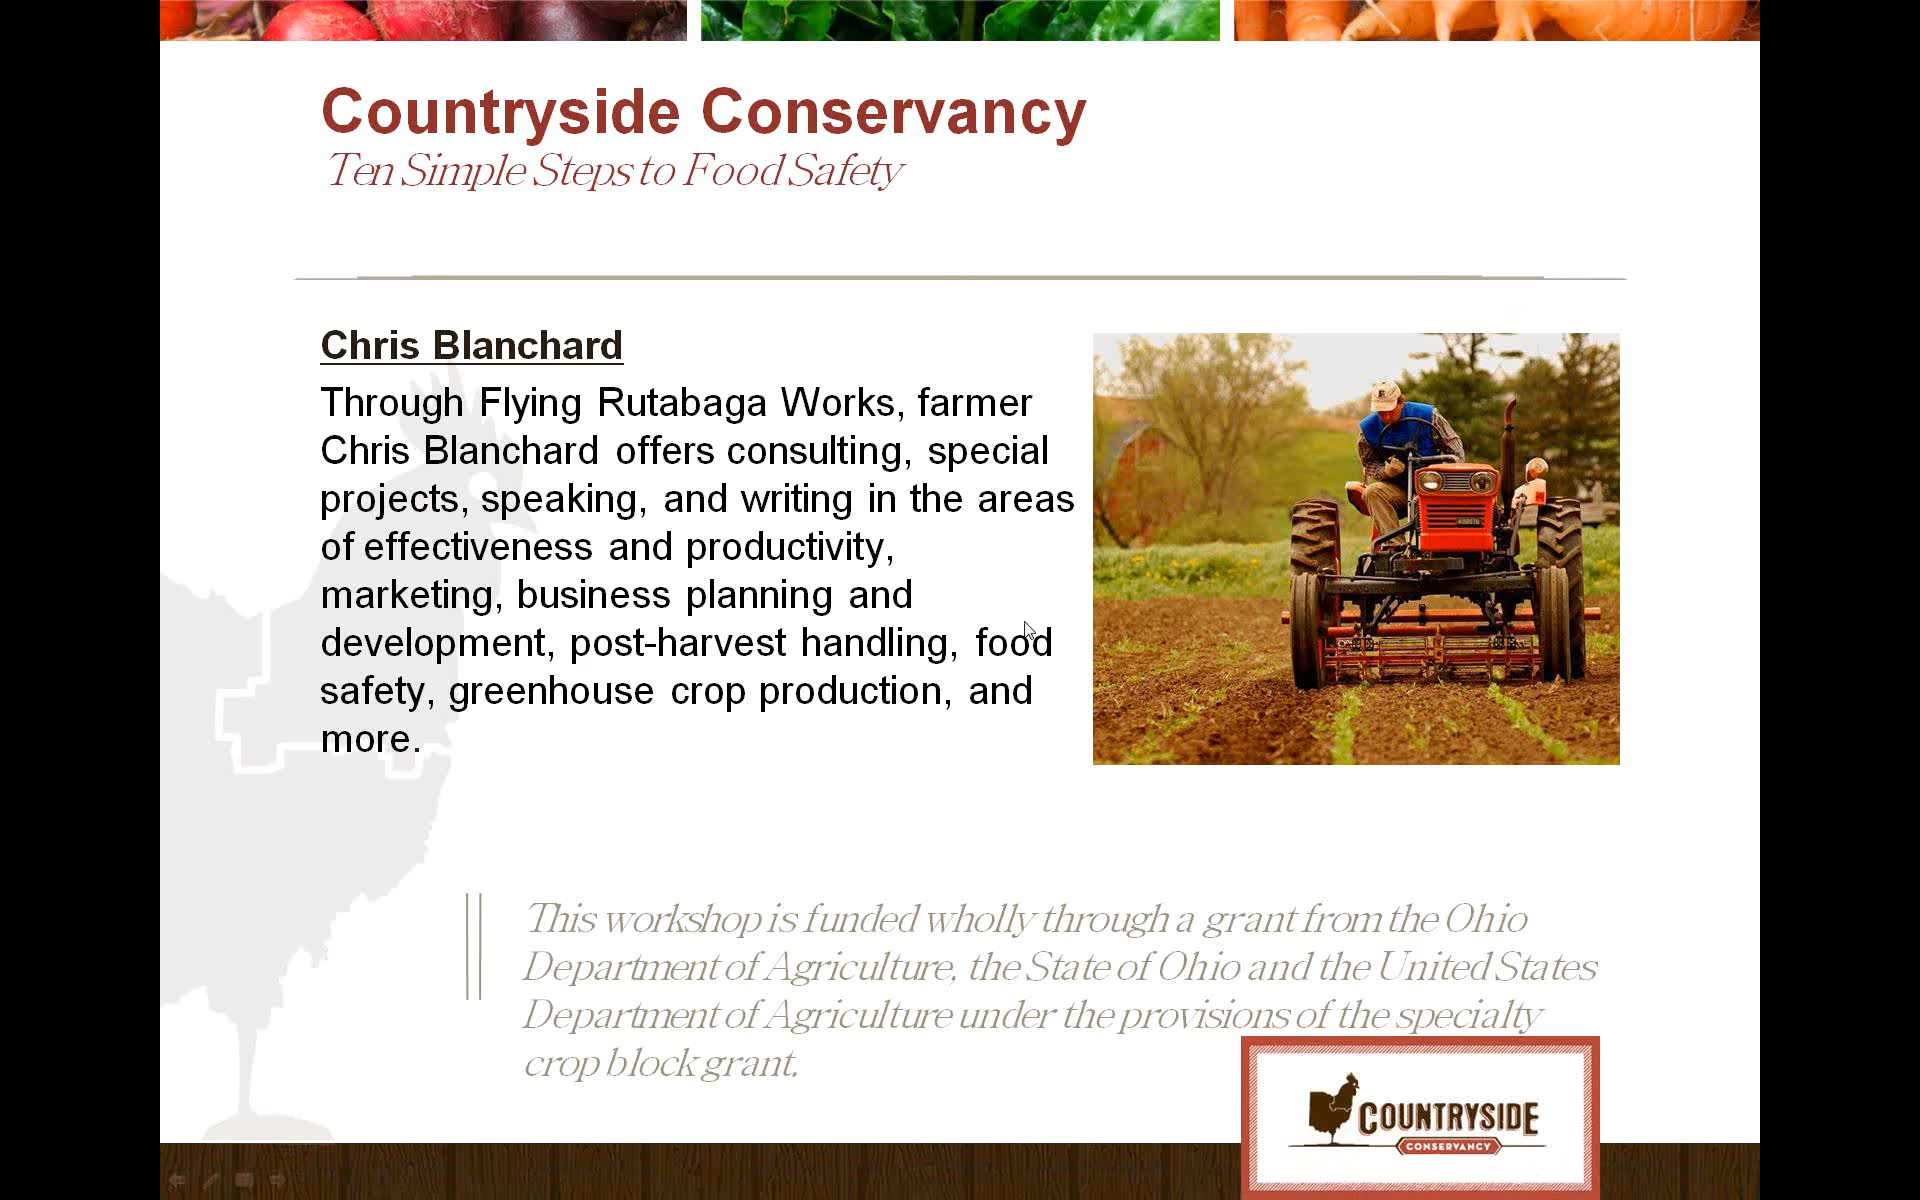 Countryside Conservancy
Ten Simple Steps to Food Safety
Chris Blanchard
Through Flying Rutabaga Works, farmer
Chris Blanchard offers consulting, special
projects, speaking, and writing in the areas
of effectiveness and productivity,
marketing, business planning and
development, post-harvest handling, food
safety, greenhouse crop production, and
more.
This workshop is funded wholly through a grant from the Ohio
Department of Agriculture, the State of Ohio and the United States
Department of Agriculture under the provisions of the specialty
crop block grant.
COUNTRYSIDE
CONSERVANCY